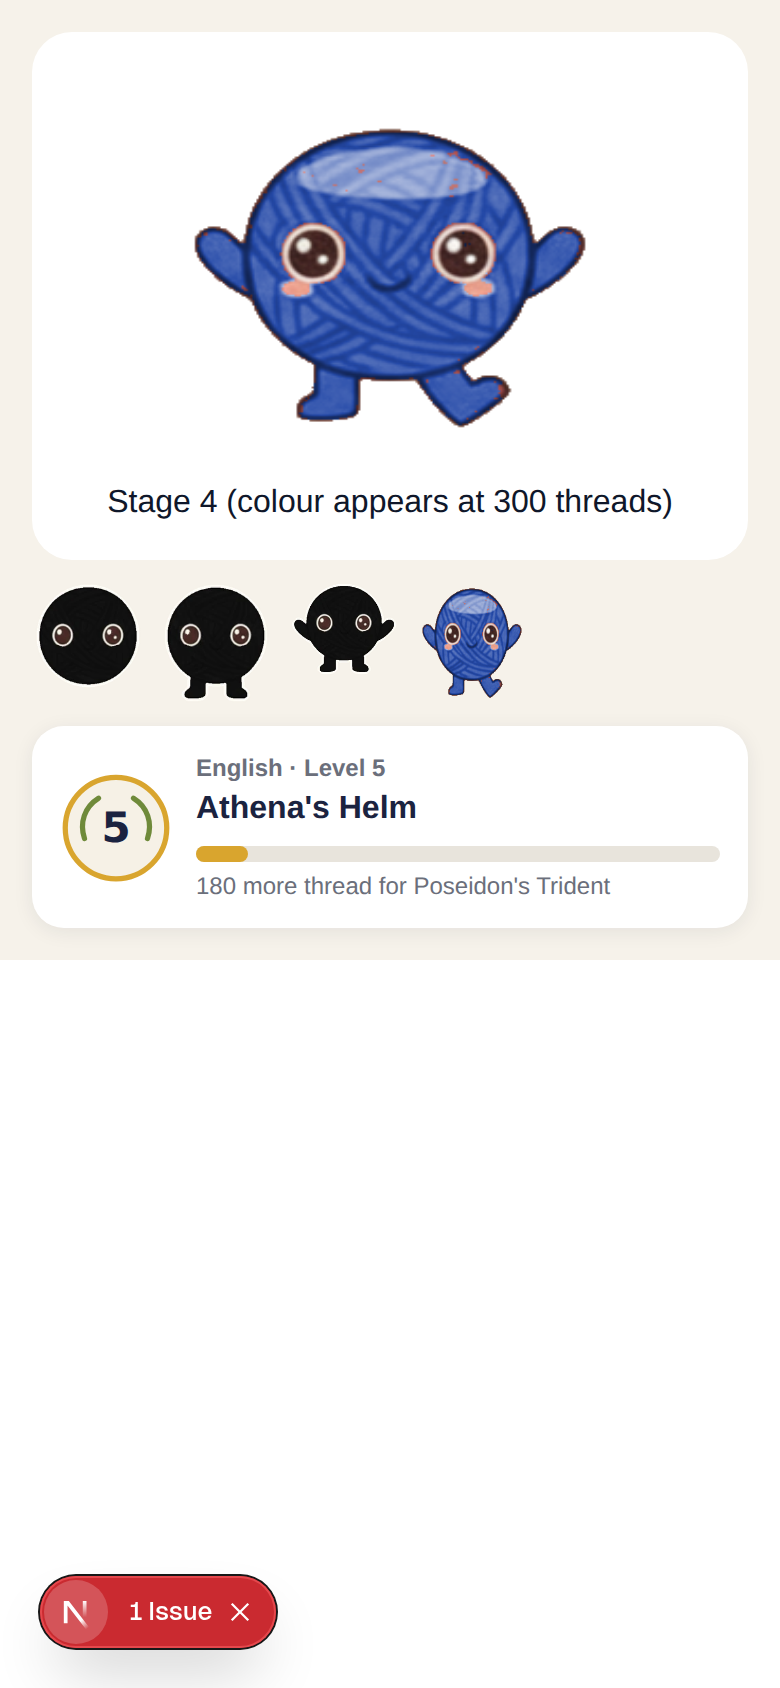 Stage 4 (colour appears at 300 threads)
English · Level 5
5
Athena's Helm
180 more thread for Poseidon's Trident
N 1 Issue